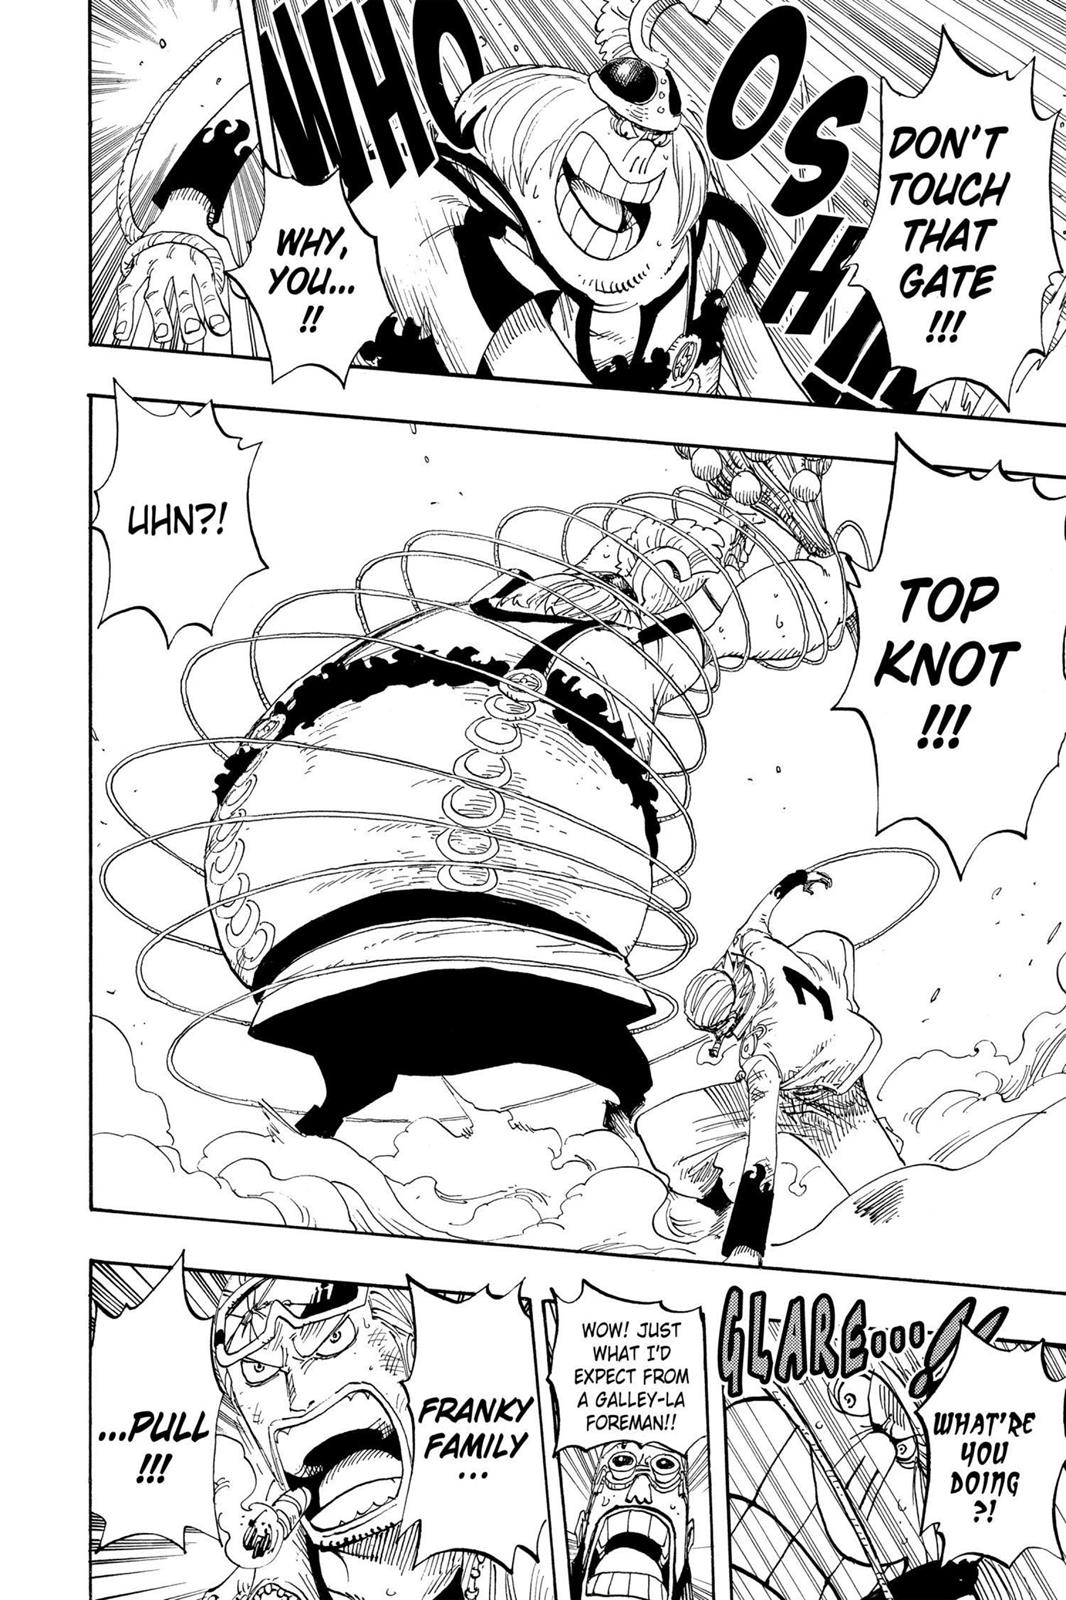 DON'T
TOUCH
THAT
GATE
!!!
WHOOSH
WHY,
YOU...
!!
TOP
KNOT
!!!
UHN?!
GLARE...
WHAT'RE
YOU
DOING
?!
WOW! JUST
WHAT I'D
EXPECT FROM
A GALLEY-LA
FOREMAN!!
FRANKY
FAMILY
...
...PULL
!!!